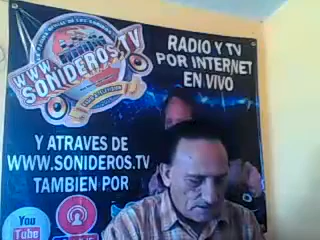 WWW.
SONIDEROS.TV
RADIO Y TV
POR INTERNET
EN VIVO
Y ATRAVES DE
WWW.SONIDEROS.TV
TAMBIEN POR
You
Tube